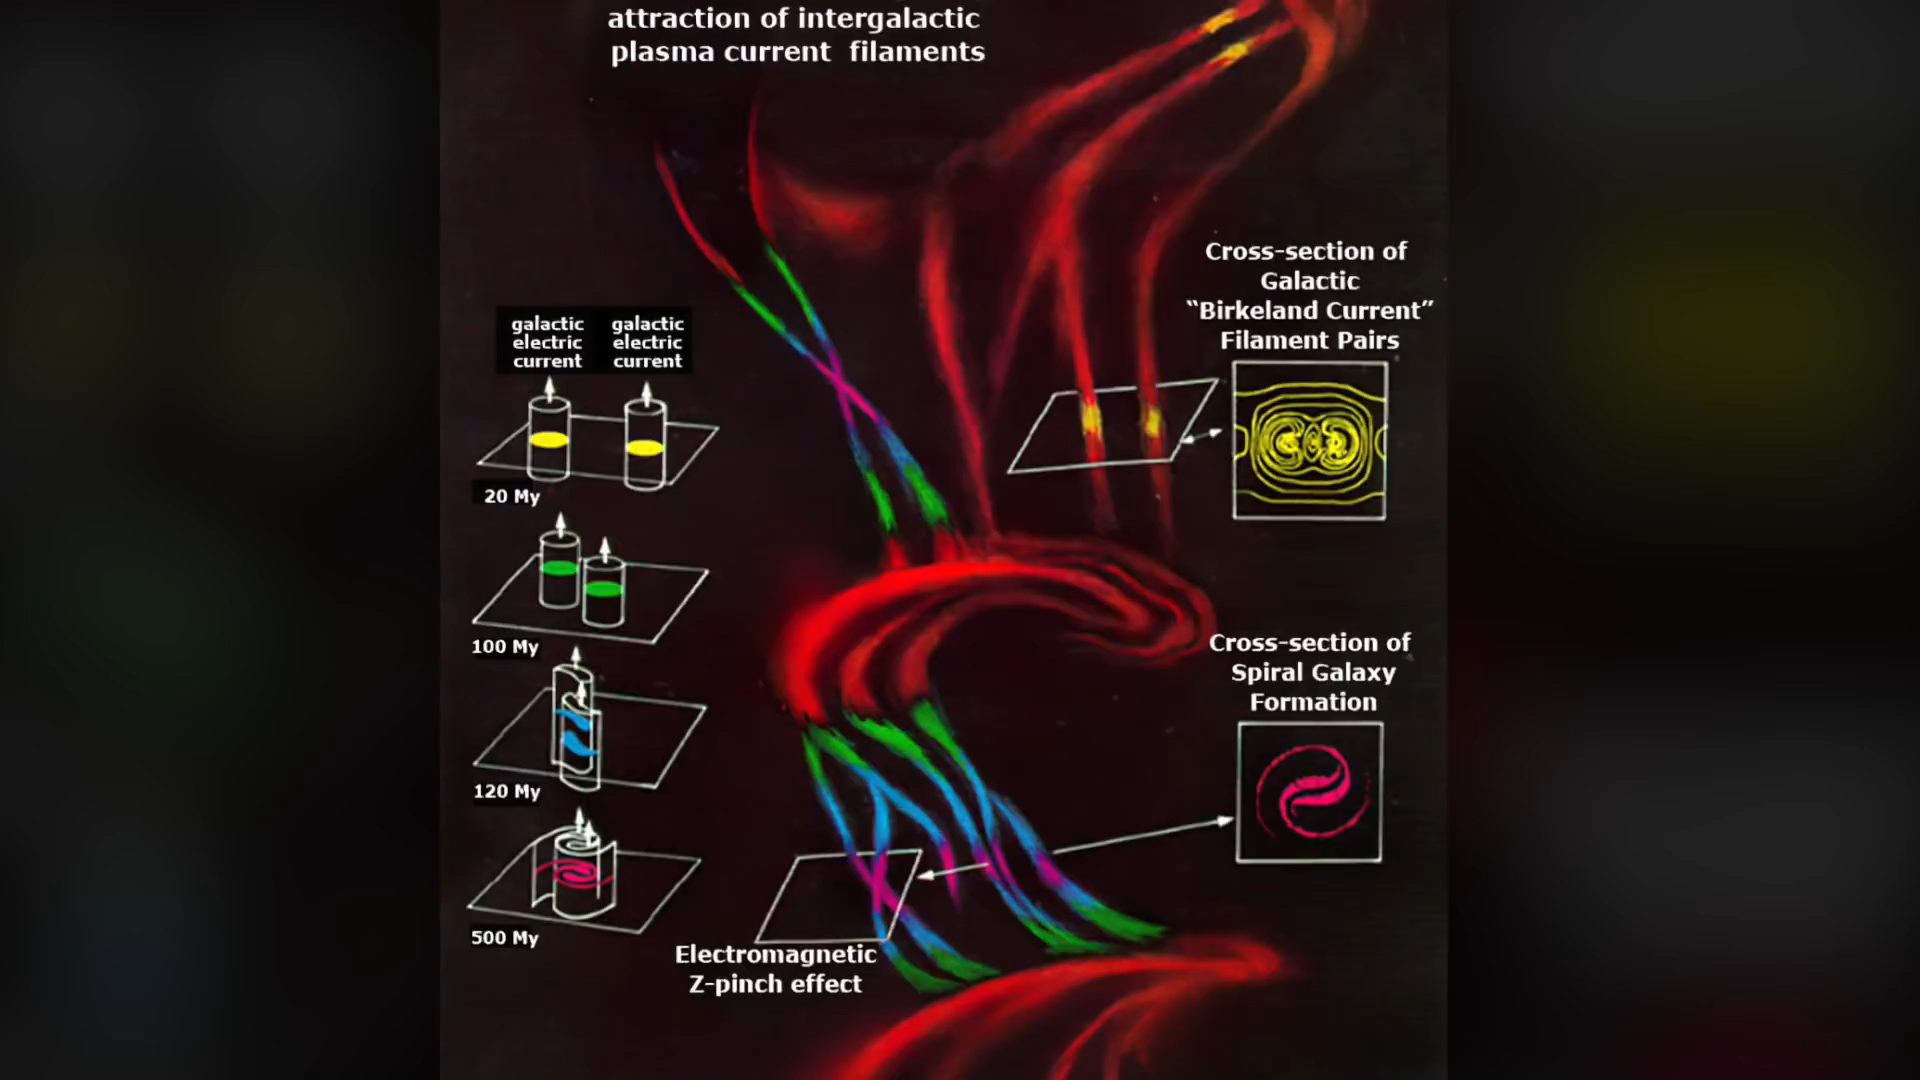 attraction of intergalactic
plasma current filaments
Cross-section of
Galactic
“Birkeland Current”
Filament Pairs
galactic
electric
current
galactic
electric
current
20 My
100 My
120 My
500 My
Cross-section of
Spiral Galaxy
Formation
Electromagnetic
Z-pinch effect